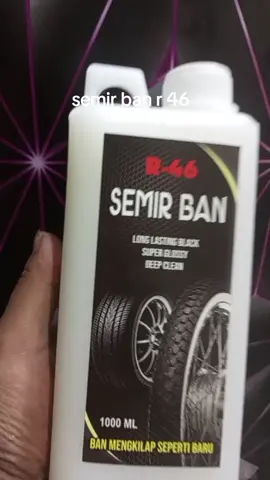 semir ban r 46
R-46
SEMIR BAN
LONG LASTING BLACK
SUPER GLOSSY
DEEP CLEAN
1000 ML
BAN MENGKILAP SEPERTI BARU